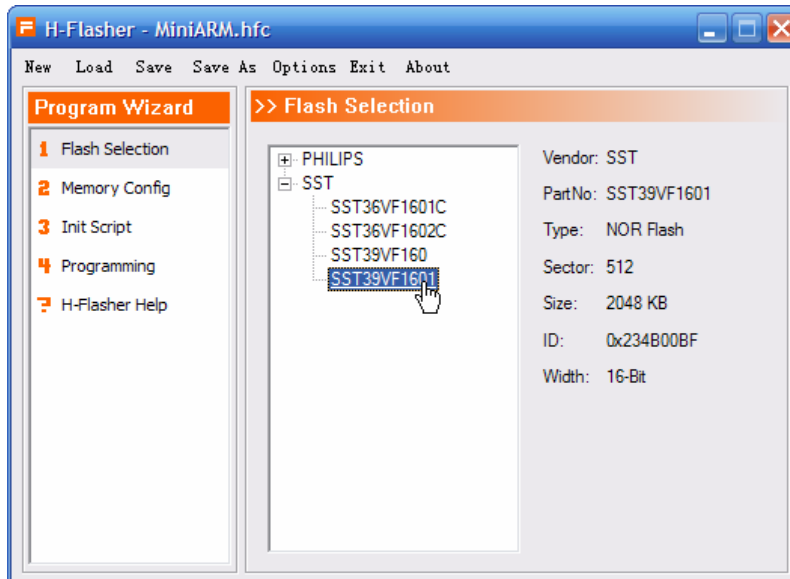 H-Flasher - MiniARM.hfc
New Load Save Save As Options Exit About
Program Wizard
1 Flash Selection
2 Memory Config
3 Init Script
4 Programming
? H-Flasher Help
>> Flash Selection
PHILIPS
SST
SST36VF1601C
SST36VF1602C
SST39VF160
SST39VF1601
Vendor: SST
PartNo: SST39VF1601
Type: NOR Flash
Sector: 512
Size: 2048 KB
ID: 0x234B00BF
Width: 16-Bit